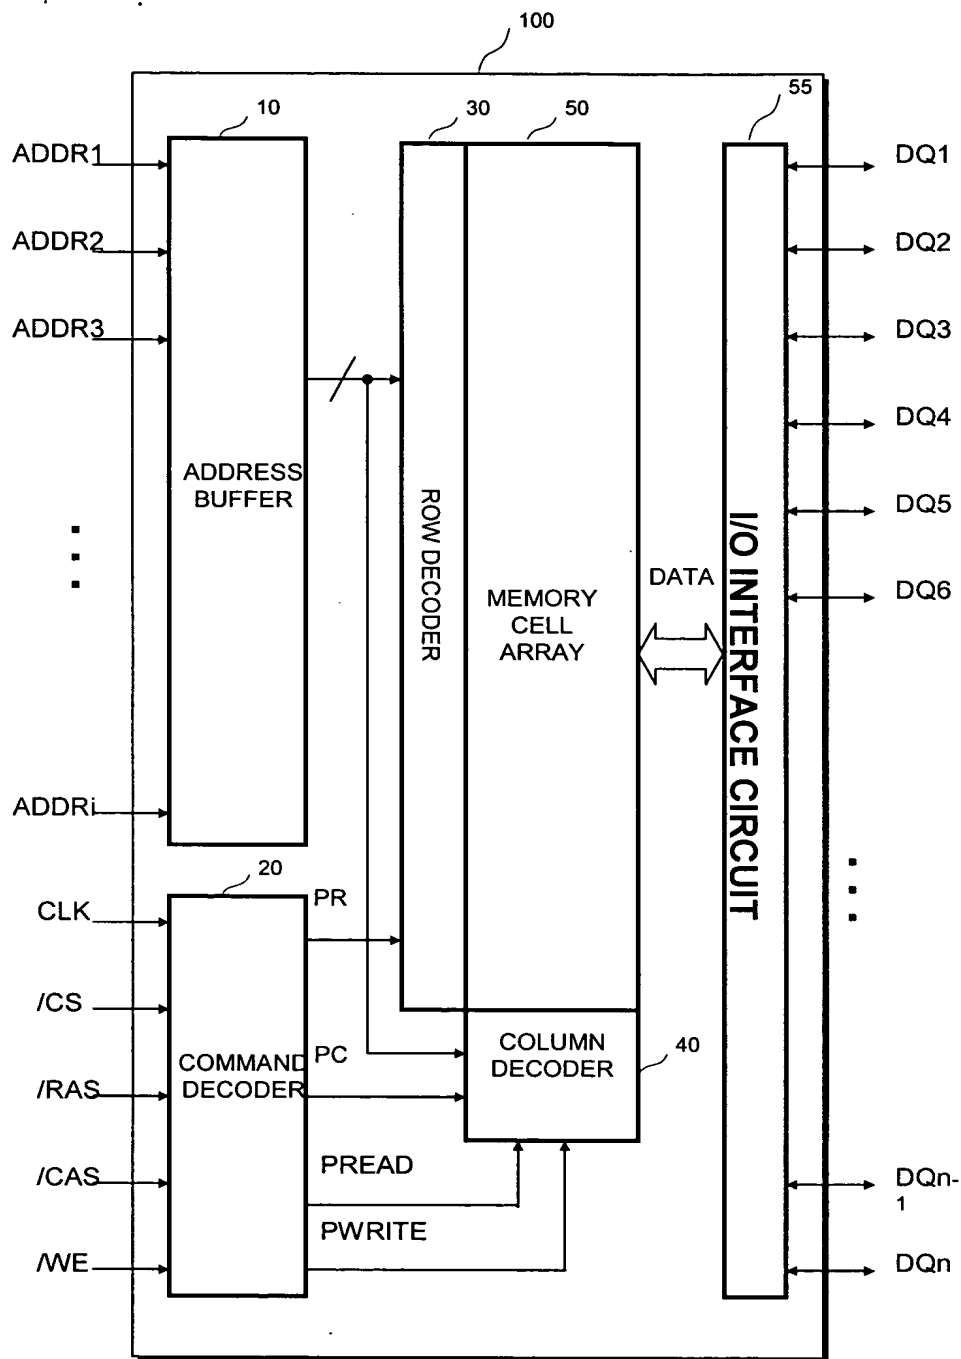 100
10
30
50
55
ADDR1
ADDR2
ADDR3
ADDRi
ADDRESS
BUFFER
ROW DECODER
MEMORY
CELL
ARRAY
DATA
I/O INTERFACE CIRCUIT
DQ1
DQ2
DQ3
DQ4
DQ5
DQ6
DQn-
1
DQn
20
CLK
/CS
/RAS
/CAS
/WE
COMMAND
DECODER
PR
PC
PREAD
PWRITE
COLUMN
DECODER
40